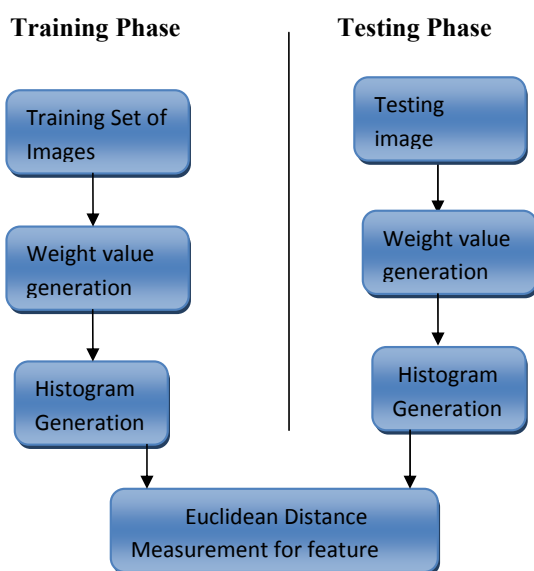 Training Phase
Testing Phase
Training Set of
Images
Testing
image
Weight value
generation
Weight value
generation
Histogram
Generation
Histogram
Generation
Euclidean Distance
Measurement for feature